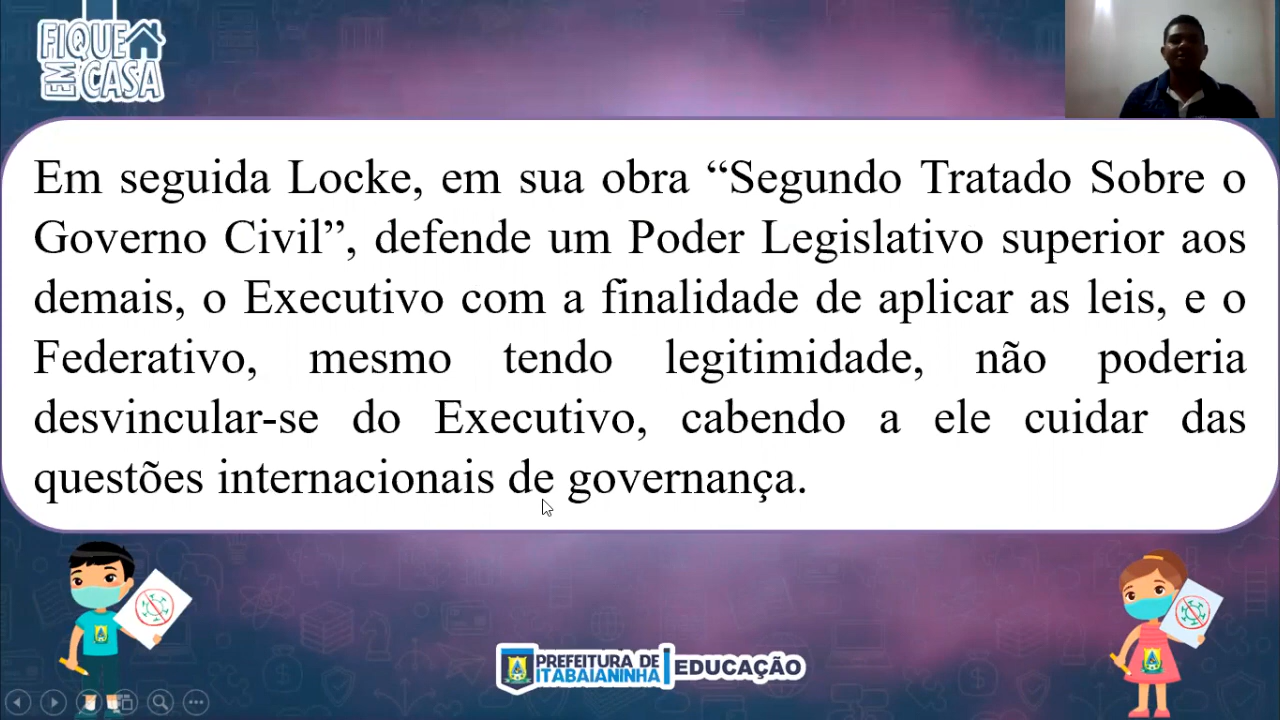 FIQUE
EM CASA
Em seguida Locke, em sua obra “Segundo Tratado Sobre o
Governo Civil”, defende um Poder Legislativo superior aos
demais, o Executivo com a finalidade de aplicar as leis, e o
Federativo, mesmo tendo legitimidade, não poderia
desvincular-se do Executivo, cabendo a ele cuidar das
questões internacionais de governança.
PREFEITURA DE
ITABAIANINHA
EDUCAÇÃO